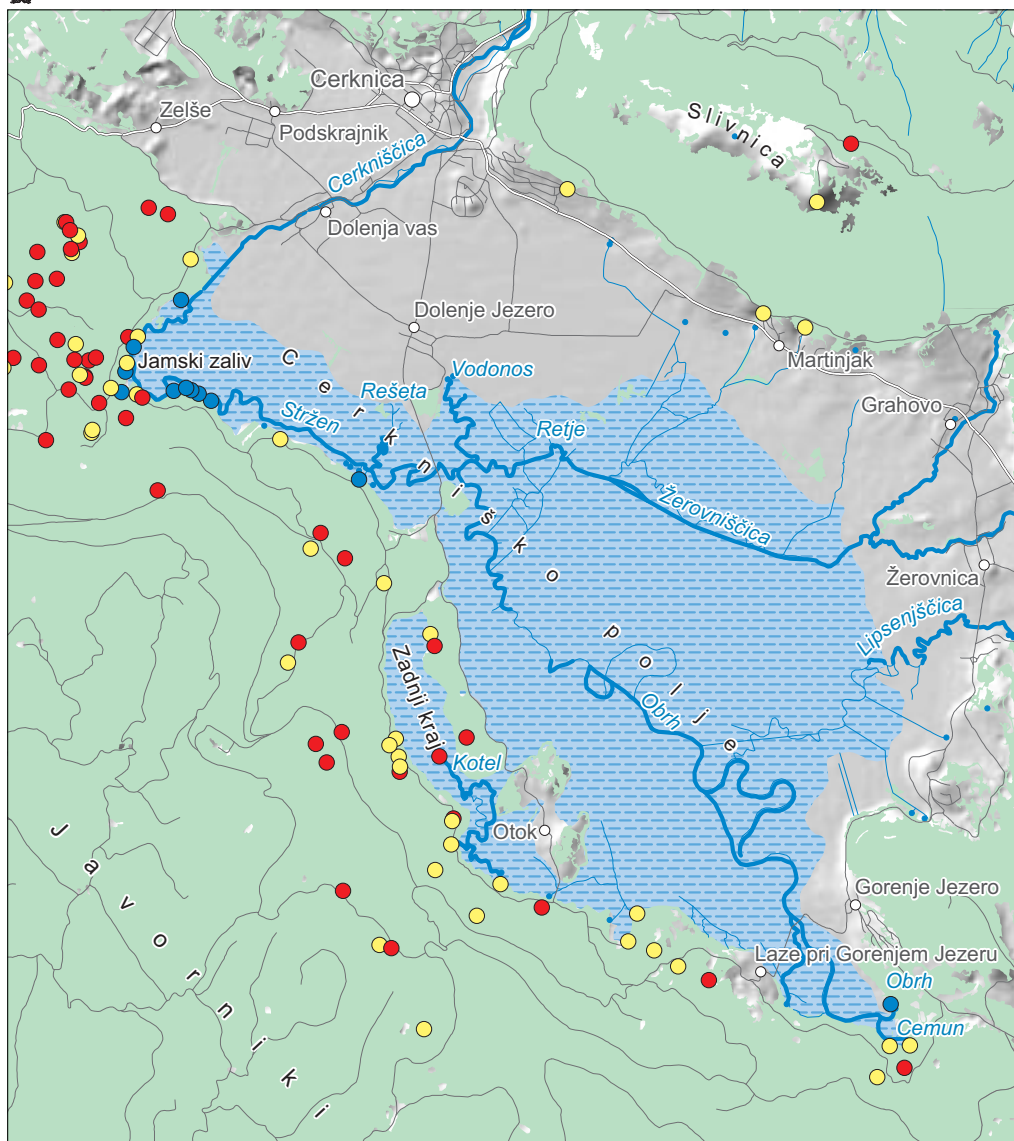 Cerknica
Zelše
Podskrajnik
Slivnica
Cerkniščica
Dolenja vas
Dolenje Jezero
Martinjak
Jamski zaliv
Cerkniško polje
Rešeta
Vodonos
Grahovo
Stržen
Retje
Žerovniščica
Žerovnica
Lipsenjščica
Zadnji kraj
Obrh
Kotel
Otok
Javorniki
Gorenje Jezero
Laze pri Gorenjem Jezeru
Obrh
Cemun